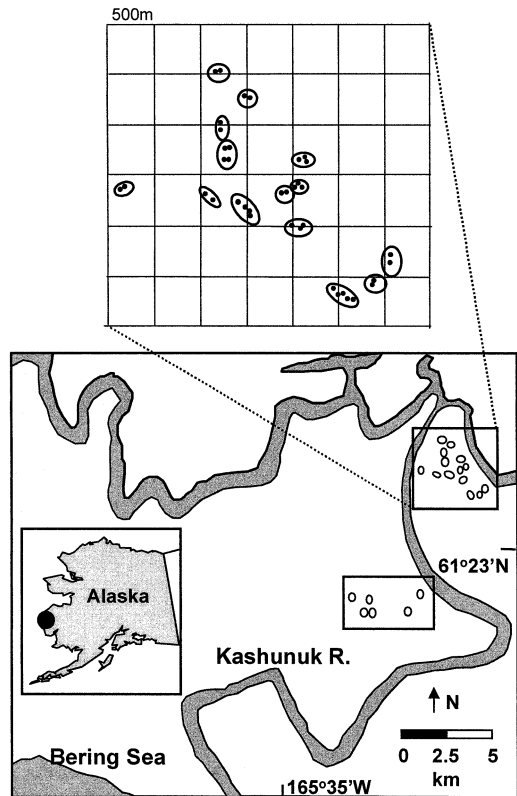 500m
61°23'N
Alaska
Kashunuk R.
N
0 2.5 5
km
Bering Sea
165°35'W